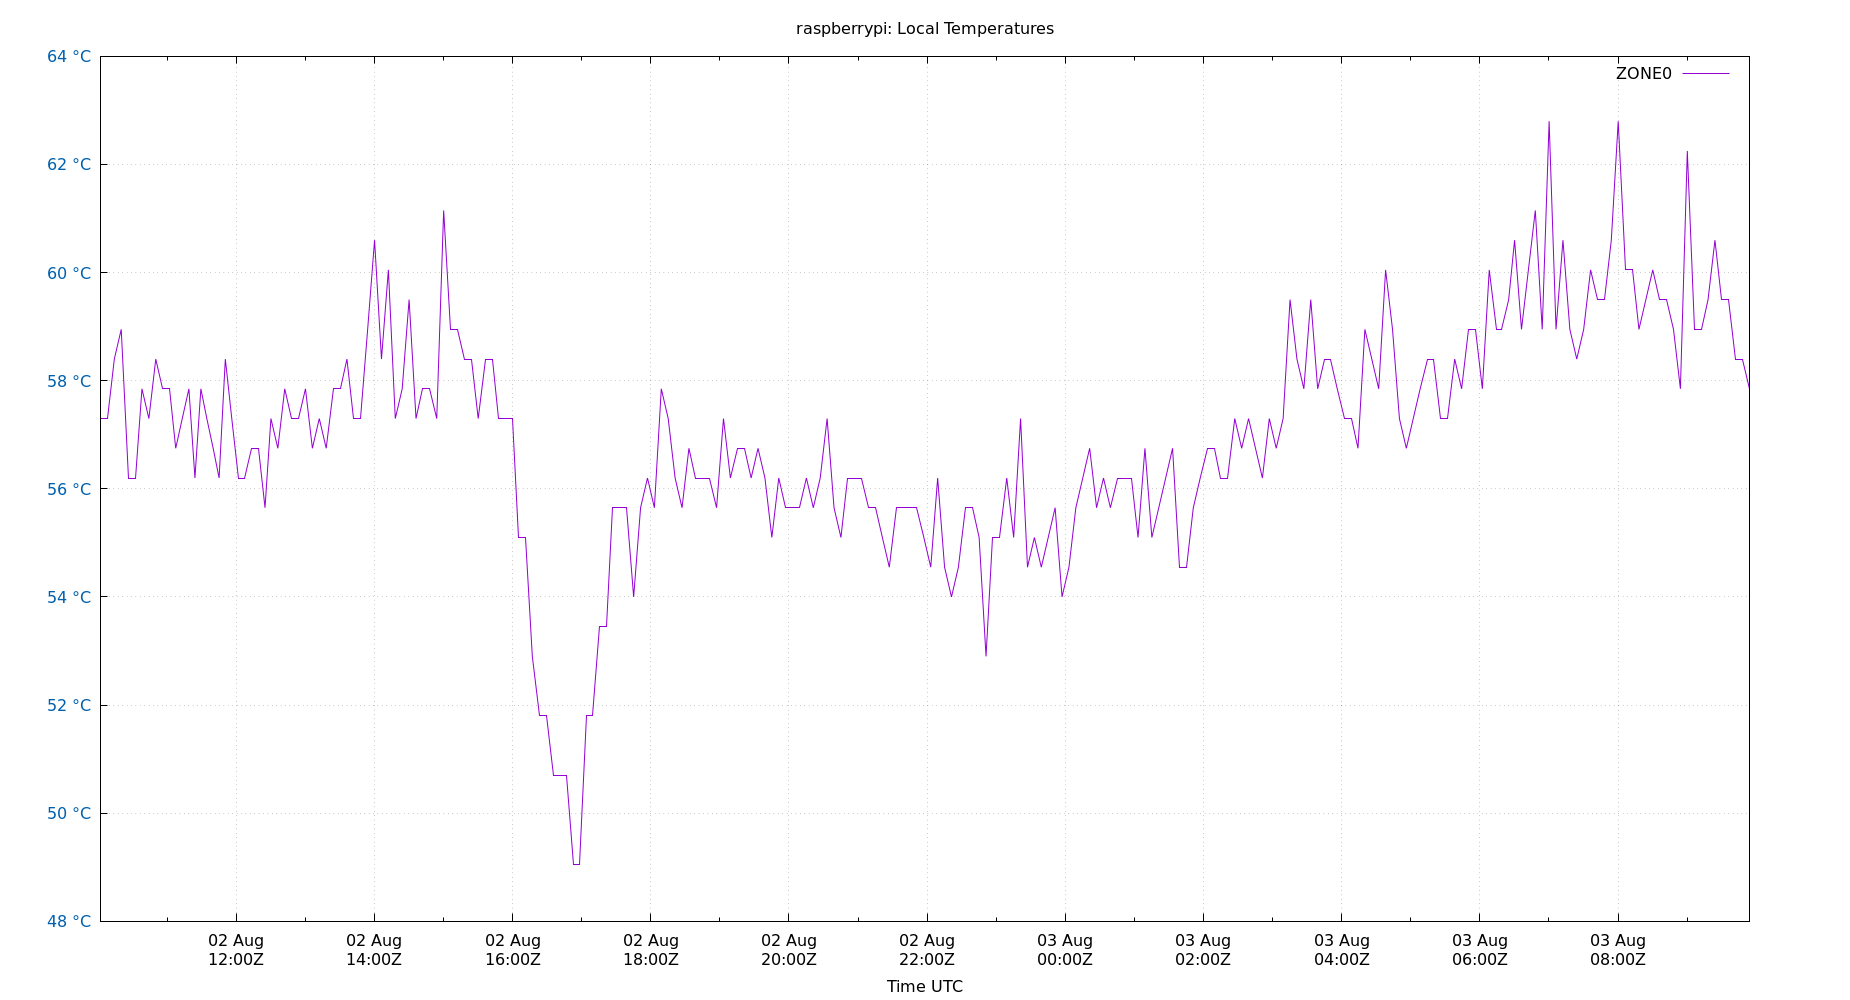 raspberrypi: Local Temperatures
64 °C
62 °C
60 °C
58 °C
56 °C
54 °C
52 °C
50 °C
48 °C
ZONE0
02 Aug 02 Aug 02 Aug 02 Aug 02 Aug 02 Aug 03 Aug 03 Aug 03 Aug 03 Aug 03 Aug
12:00Z 14:00Z 16:00Z 18:00Z 20:00Z 22:00Z 00:00Z 02:00Z 04:00Z 06:00Z 08:00Z
Time UTC